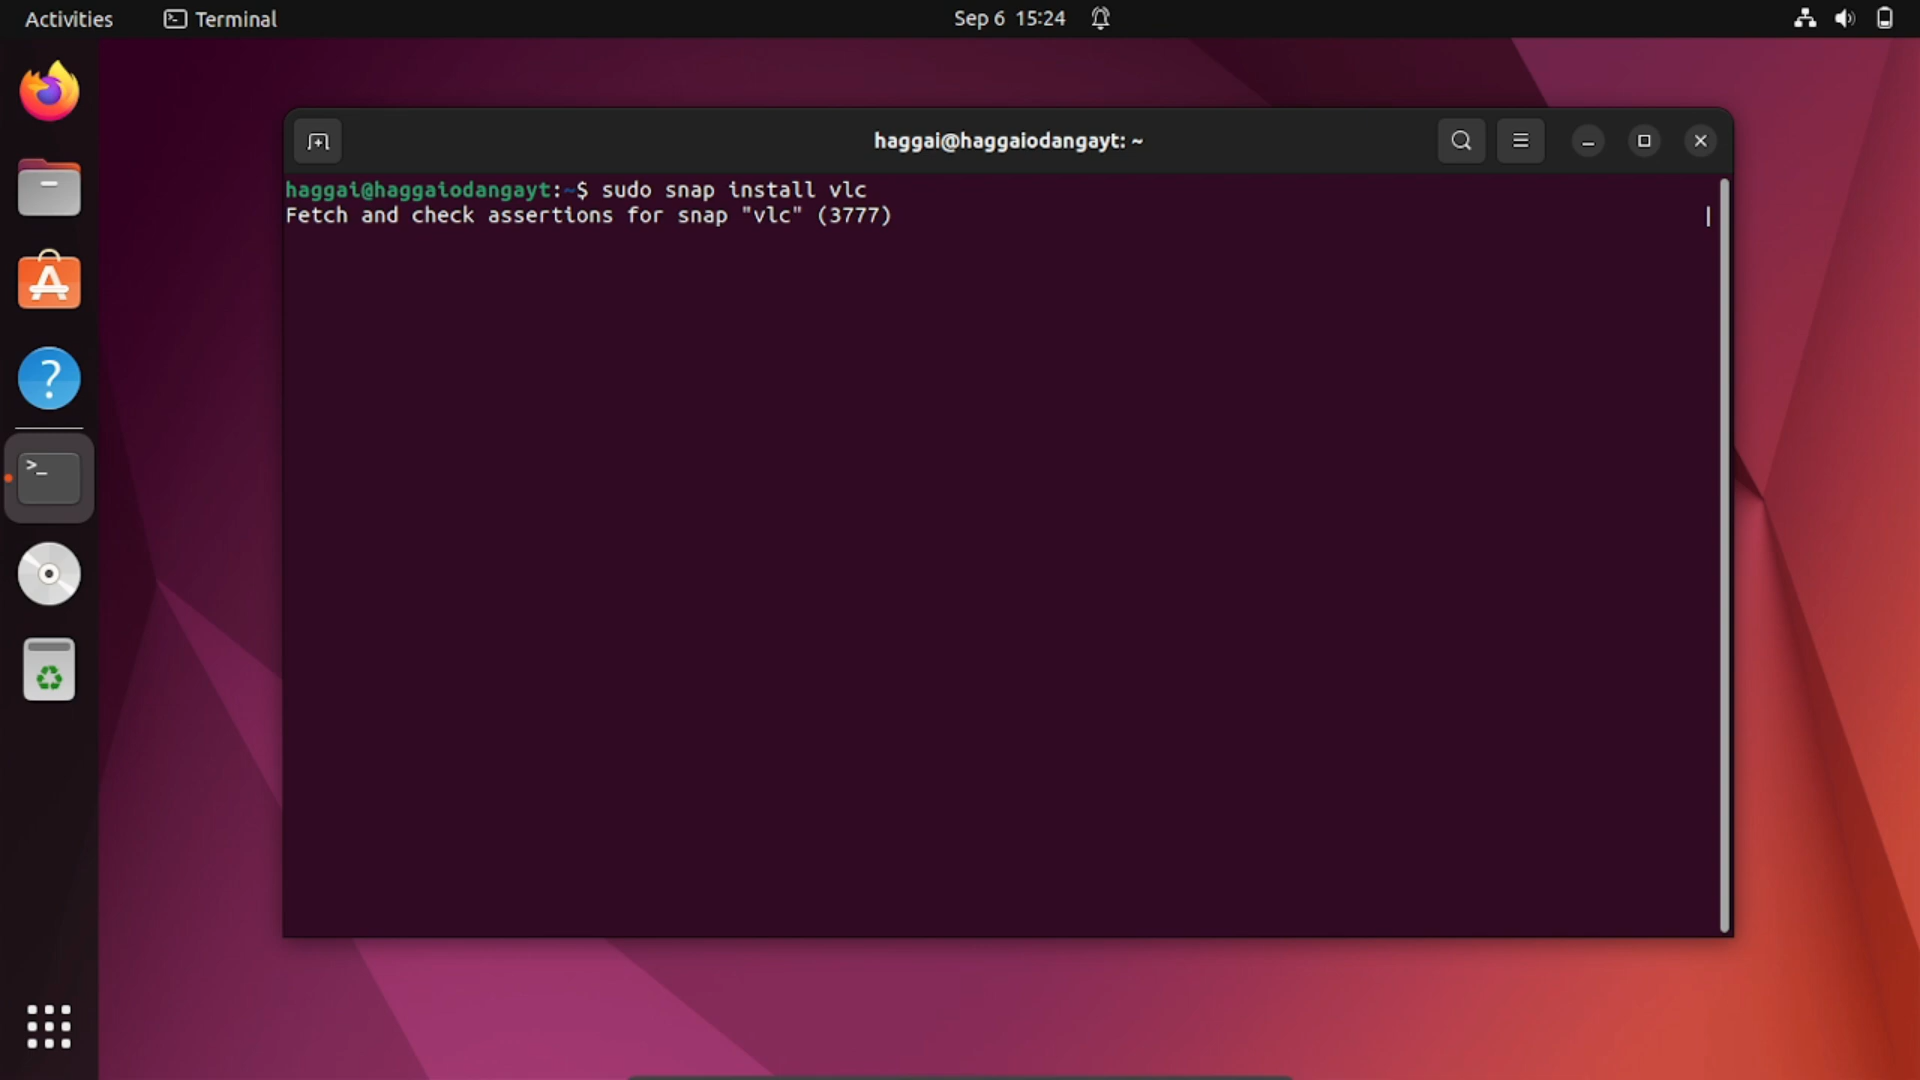 Activities Terminal Sep 6 15:24
haggai@haggaiodangayt: ~
haggai@haggaiodangayt:~$ sudo snap install vlc
Fetch and check assertions for snap "vlc" (3777) |